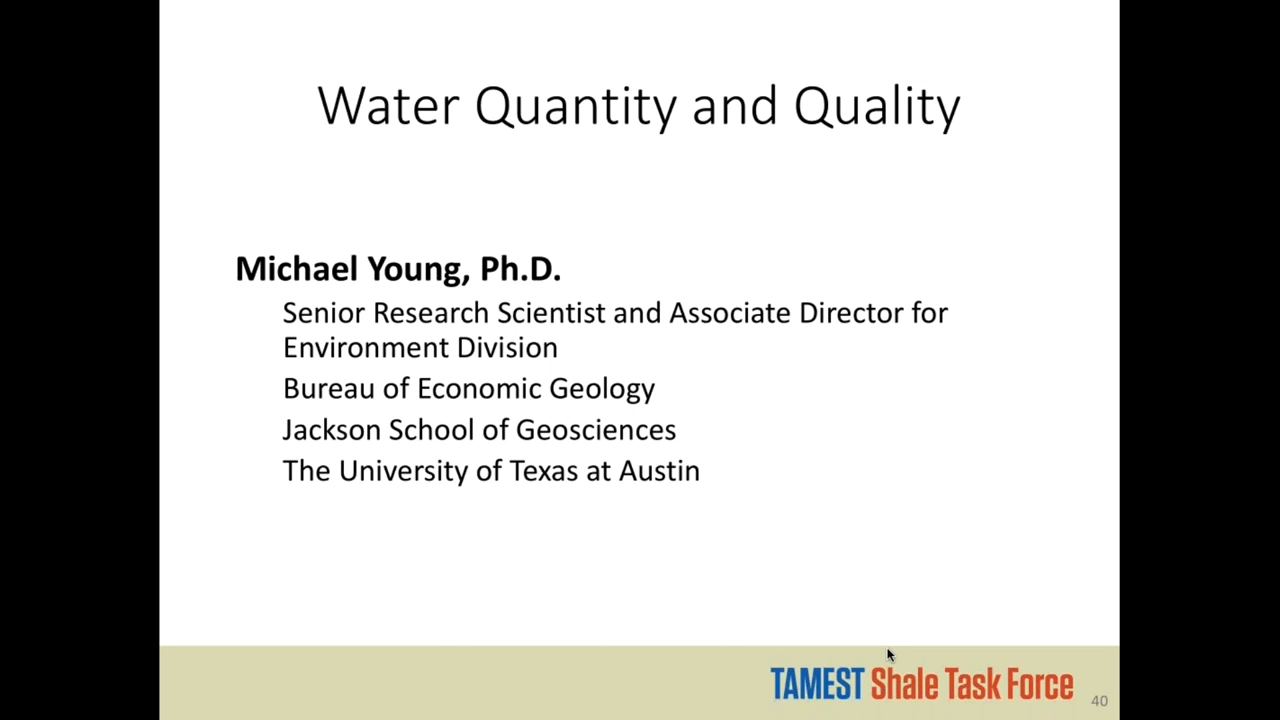 Water Quantity and Quality
Michael Young, Ph.D.
Senior Research Scientist and Associate Director for
Environment Division
Bureau of Economic Geology
Jackson School of Geosciences
The University of Texas at Austin
TAMEST Shale Task Force
40